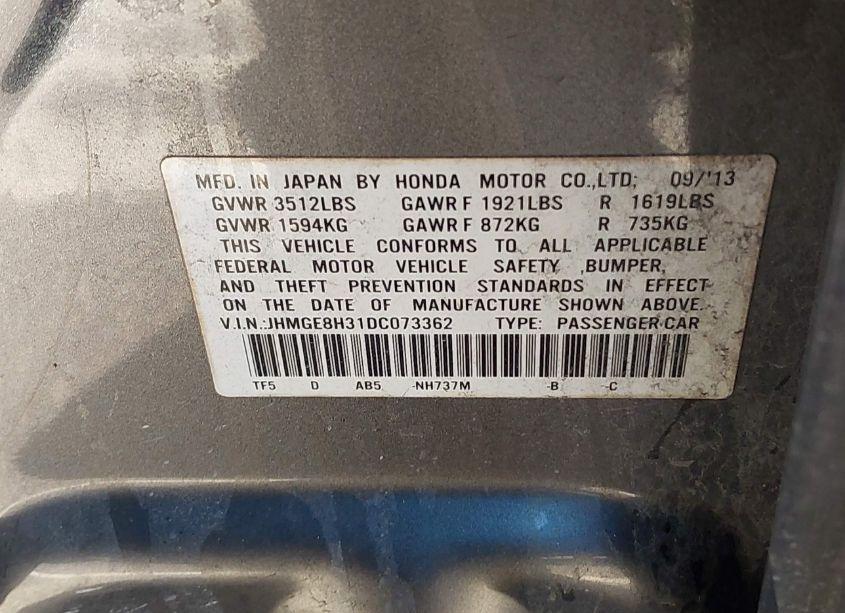 MFD. IN JAPAN BY HONDA MOTOR CO.,LTD; 09/'13
GVWR 3512LBS GAWR F 1921LBS R 1619LBS
GVWR 1594KG GAWR F 872KG R 735KG
THIS VEHICLE CONFORMS TO ALL APPLICABLE
FEDERAL MOTOR VEHICLE SAFETY ,BUMPER,
AND THEFT PREVENTION STANDARDS IN EFFECT
ON THE DATE OF MANUFACTURE SHOWN ABOVE.
V.I.N.:JHMGE8H31DC073362 TYPE: PASSENGER CAR
TF5 D AB5 -NH737M -B -C